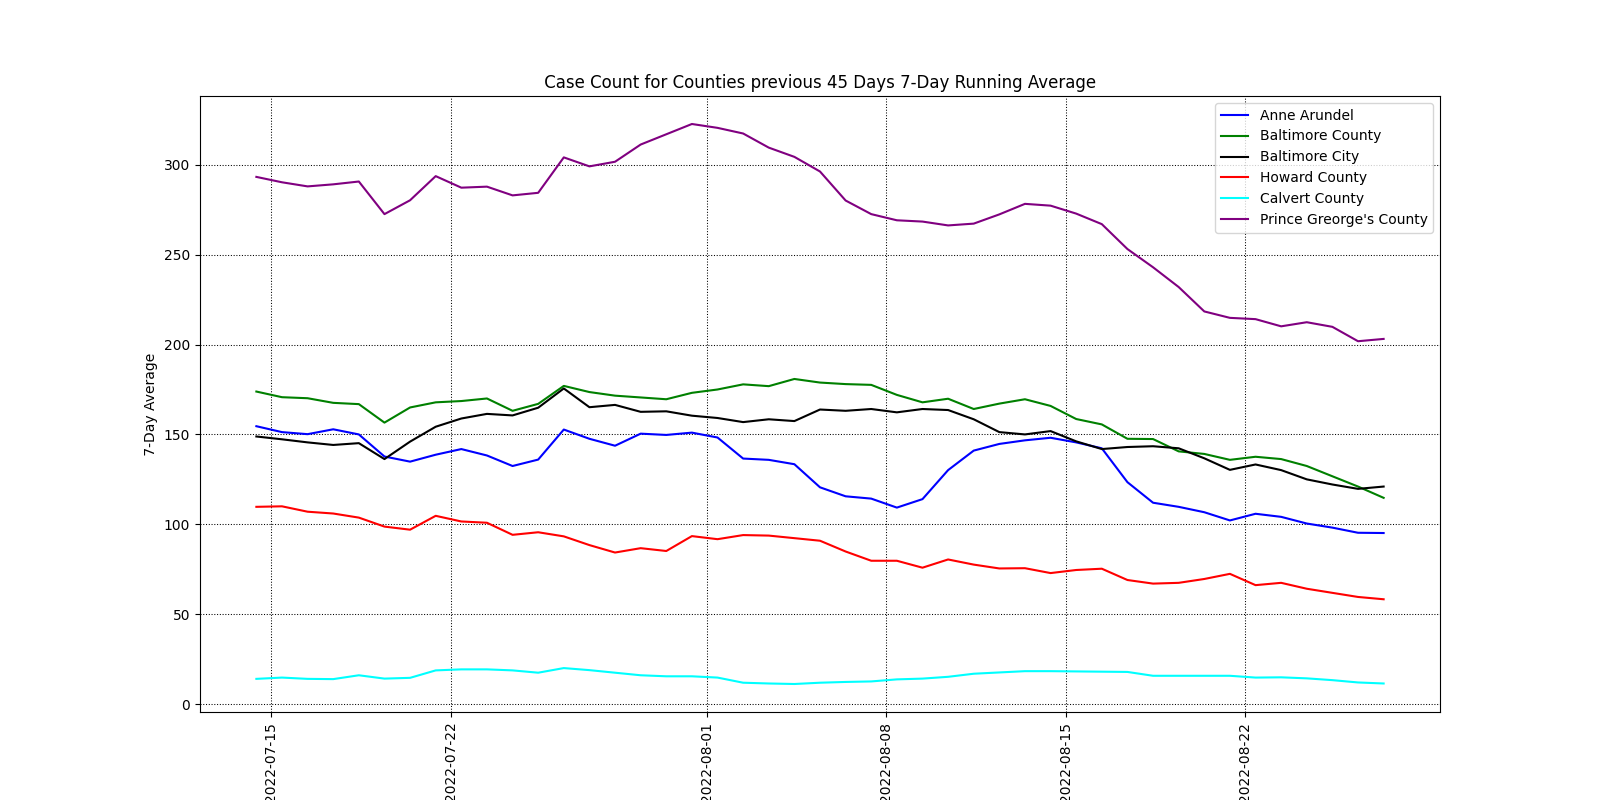 Case Count for Counties previous 45 Days 7-Day Running Average
Anne Arundel
Baltimore County
Baltimore City
Howard County
Calvert County
Prince Greorge's County
7-Day Average
300
250
200
150
100
50
0
2022-07-15
2022-07-22
2022-08-01
2022-08-08
2022-08-15
2022-08-22